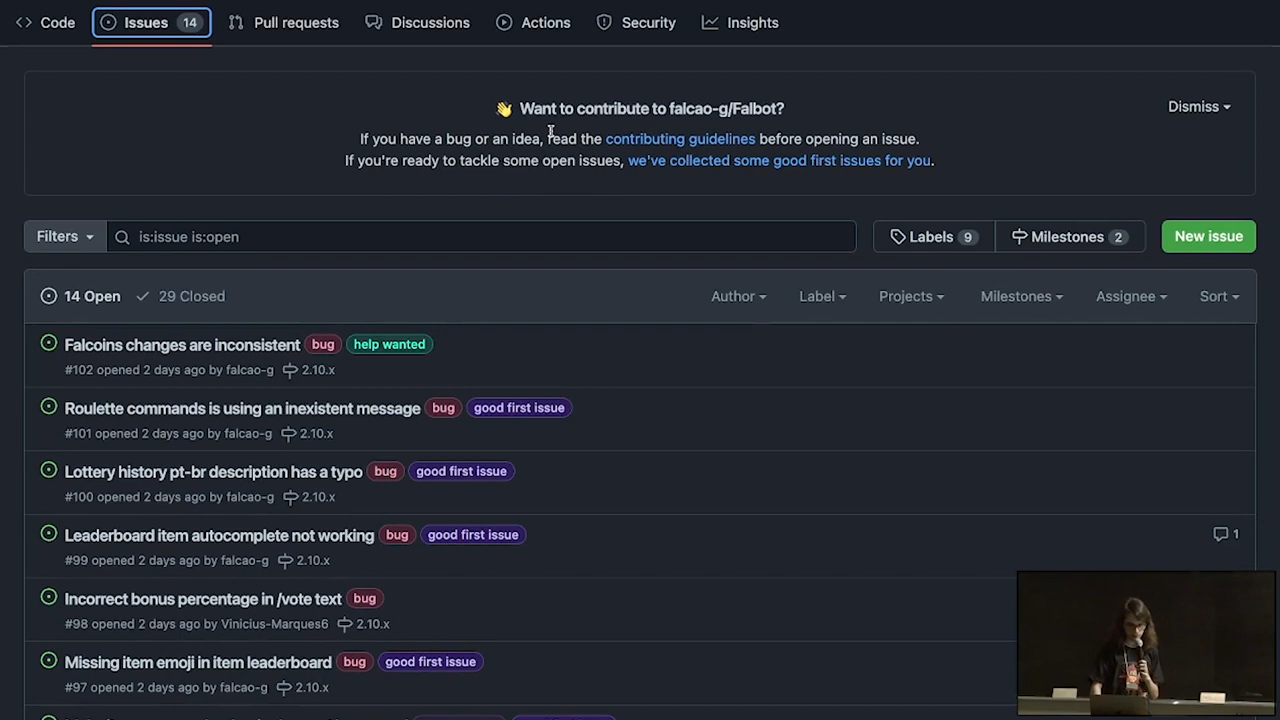 Code Issues 14 Pull requests Discussions Actions Security Insights
👋 Want to contribute to falcao-g/Falbot?
Dismiss
If you have a bug or an idea, read the contributing guidelines before opening an issue.
If you're ready to tackle some open issues, we've collected some good first issues for you.
Filters is:issue is:open Labels 9 Milestones 2 New issue
14 Open 29 Closed Author Label Projects Milestones Assignee Sort
Falcoins changes are inconsistent bug help wanted
#102 opened 2 days ago by falcao-g 2.10.x
Roulette commands is using an inexistent message bug good first issue
#101 opened 2 days ago by falcao-g 2.10.x
Lottery history pt-br description has a typo bug good first issue
#100 opened 2 days ago by falcao-g 2.10.x
Leaderboard item autocomplete not working bug good first issue 1
#99 opened 2 days ago by falcao-g 2.10.x
Incorrect bonus percentage in /vote text bug
#98 opened 2 days ago by Vinicius-Marques6 2.10.x
Missing item emoji in item leaderboard bug good first issue
#97 opened 2 days ago by falcao-g 2.10.x